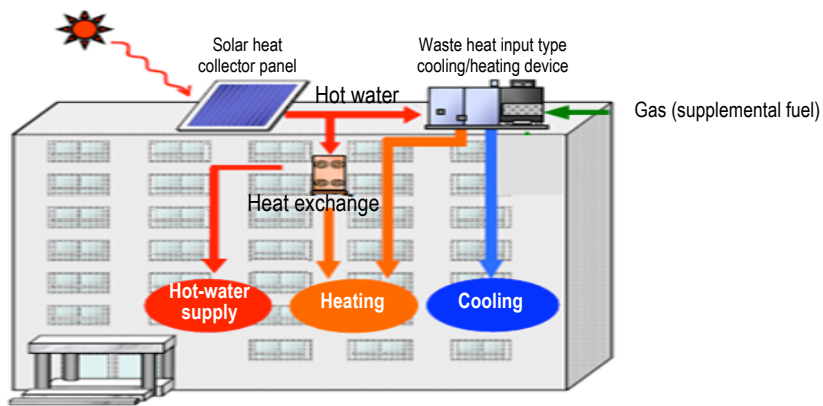 Solar heat
collector panel
Waste heat input type
cooling/heating device
Hot water
Gas (supplemental fuel)
Heat exchange
Hot-water
supply
Heating
Cooling